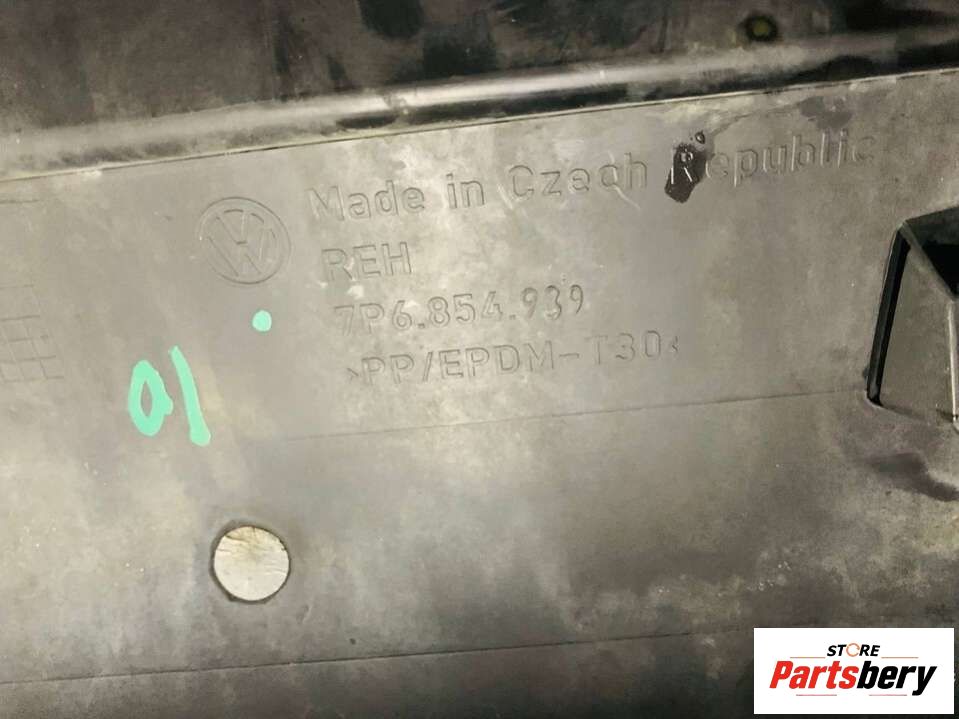 Made in Czech Republic
REH
7P6.854.939
>PP/EPDM-T30<
01
STORE
Partsbery